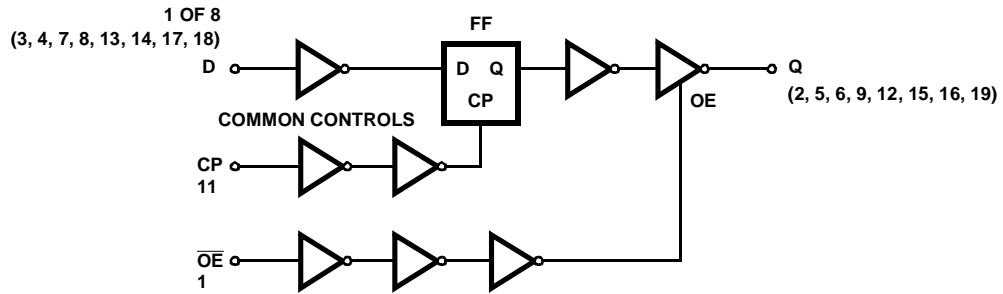 1 OF 8
(3, 4, 7, 8, 13, 14, 17, 18)
D
FF
D Q
CP
OE
Q
(2, 5, 6, 9, 12, 15, 16, 19)
COMMON CONTROLS
CP
11
O̅E̅
1